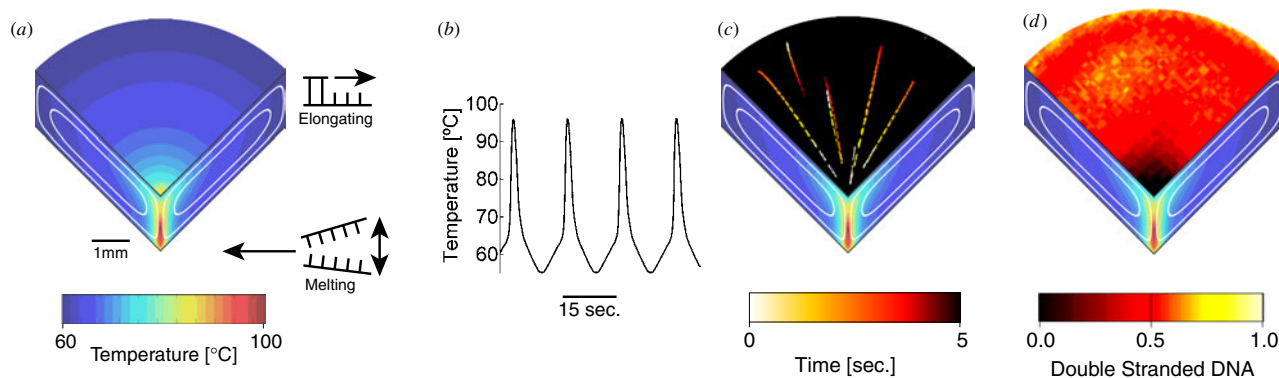 (a)
Elongating
1mm
Melting
60
100
Temperature [°C]
(b)
100
90
80
70
60
Temperature [ºC]
15 sec.
(c)
0
5
Time [sec.]
(d)
0.0
0.5
1.0
Double Stranded DNA